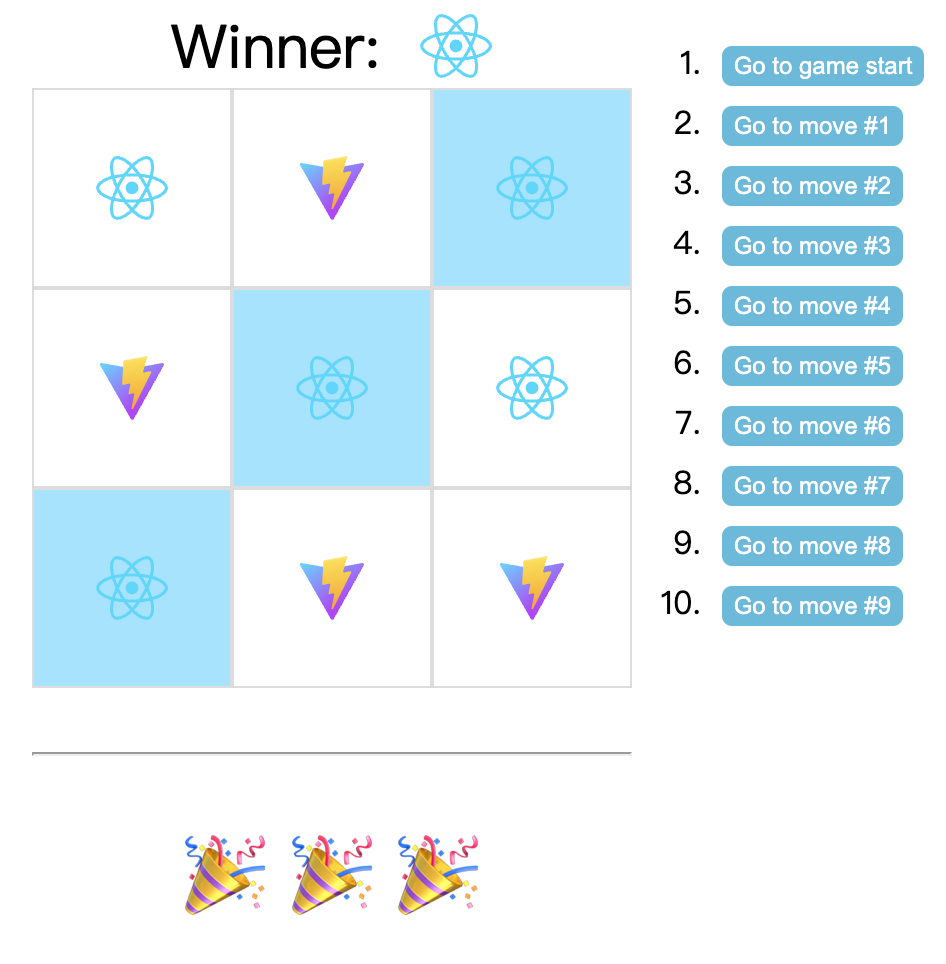 Winner:
1. Go to game start
2. Go to move #1
3. Go to move #2
4. Go to move #3
5. Go to move #4
6. Go to move #5
7. Go to move #6
8. Go to move #7
9. Go to move #8
10. Go to move #9